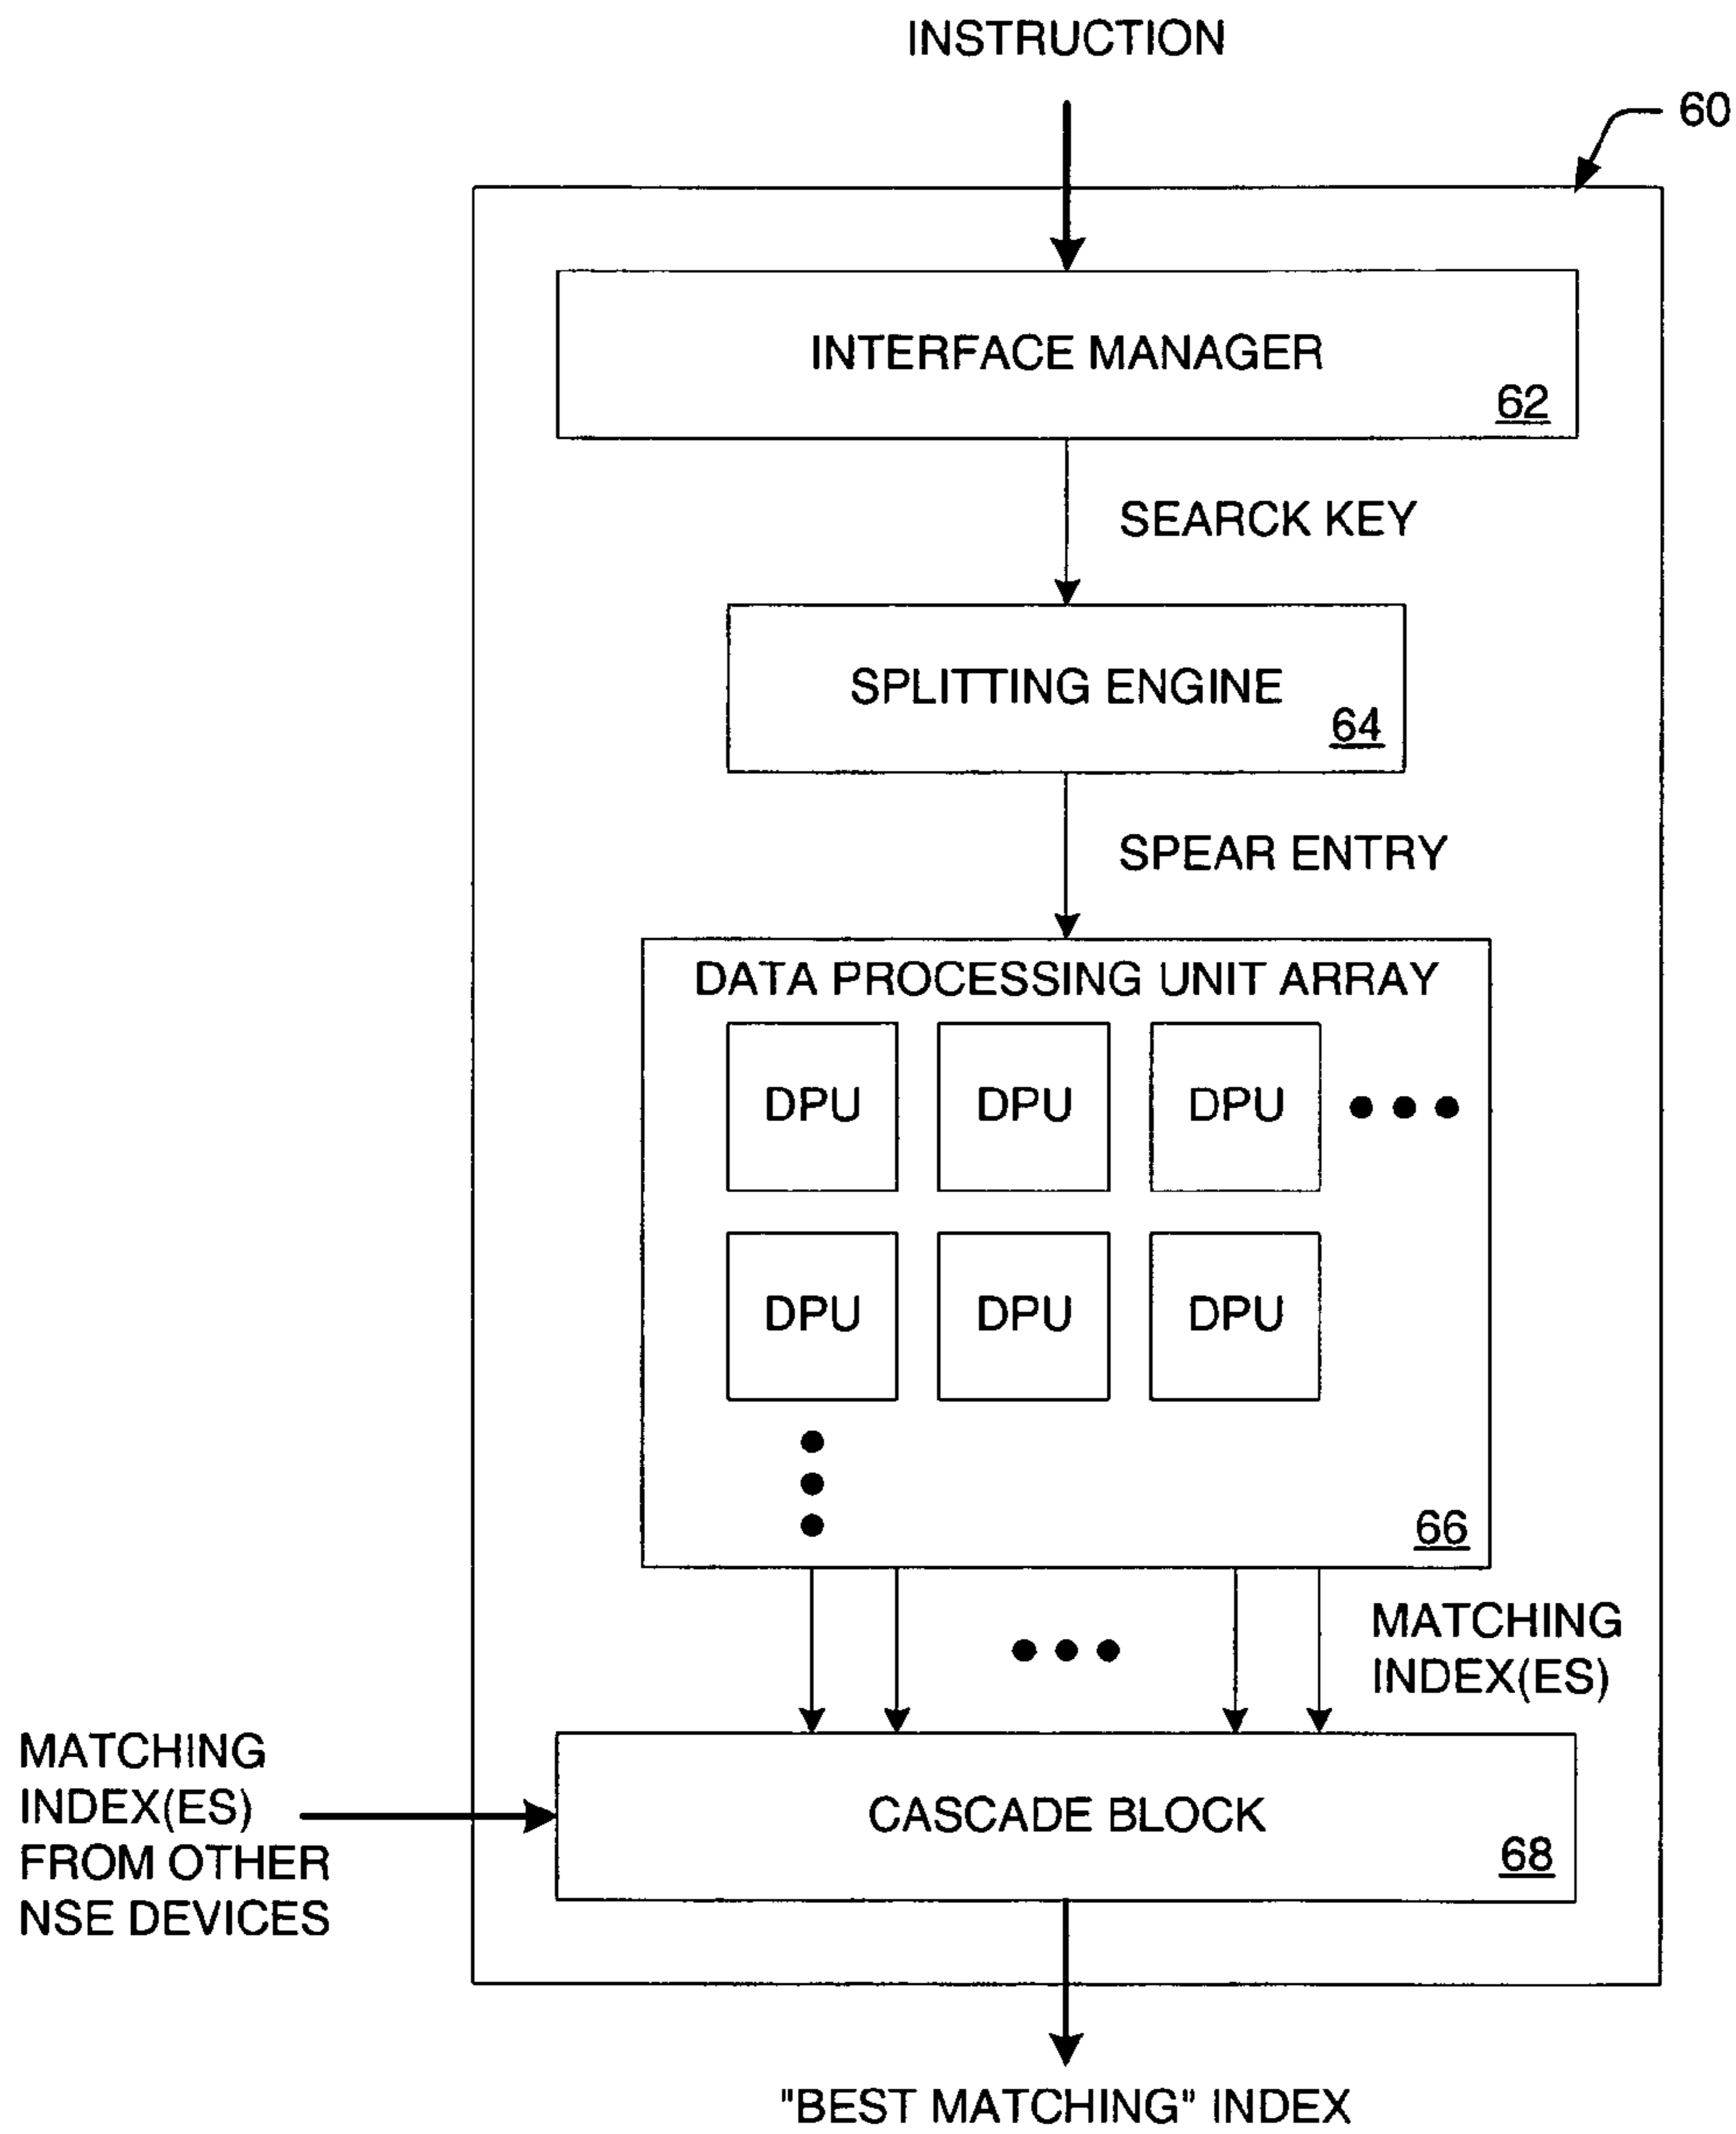 INSTRUCTION
60
INTERFACE MANAGER
62
SEARCK KEY
SPLITTING ENGINE
64
SPEAR ENTRY
DATA PROCESSING UNIT ARRAY
DPU DPU DPU
DPU DPU DPU
66
MATCHING
INDEX(ES)
MATCHING
INDEX(ES)
FROM OTHER
NSE DEVICES
CASCADE BLOCK
68
"BEST MATCHING" INDEX